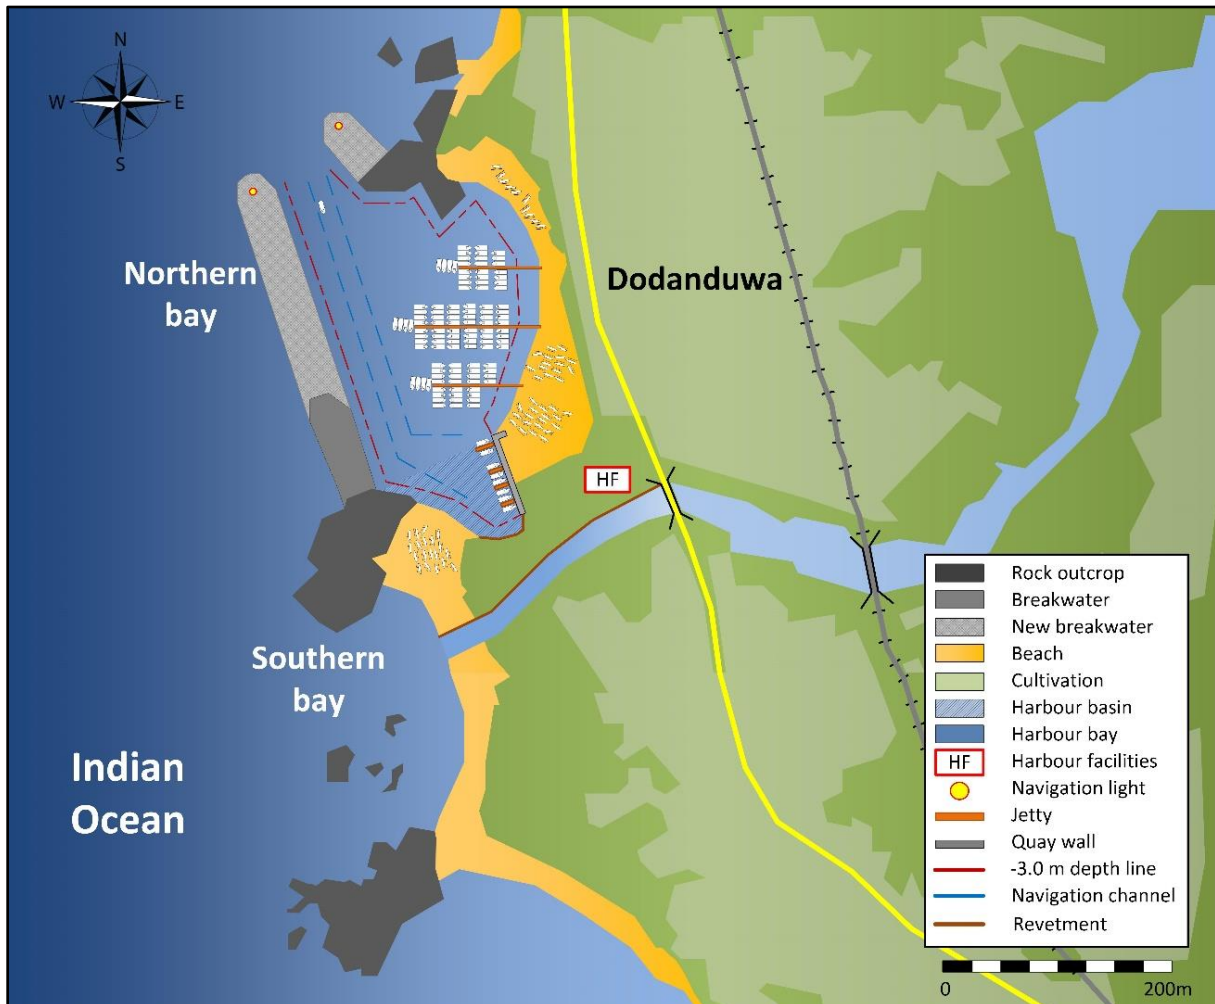 N
W
E
S
Northern
bay
Dodanduwa
HF
Southern
bay
Indian
Ocean
Rock outcrop
Breakwater
New breakwater
Beach
Cultivation
Harbour basin
Harbour bay
HF Harbour facilities
Navigation light
Jetty
Quay wall
-3.0 m depth line
Navigation channel
Revetment
0 200m